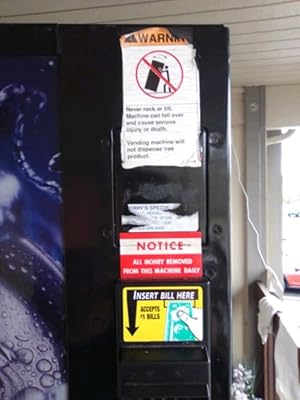 WARNING
Never rock or tilt.
Machine can fall over
and cause serious
injury or death.
Vending machine will
not dispense free
product.
NOTICE
ALL MONEY REMOVED
FROM THIS MACHINE DAILY
INSERT BILL HERE
ACCEPTS
$1 BILLS